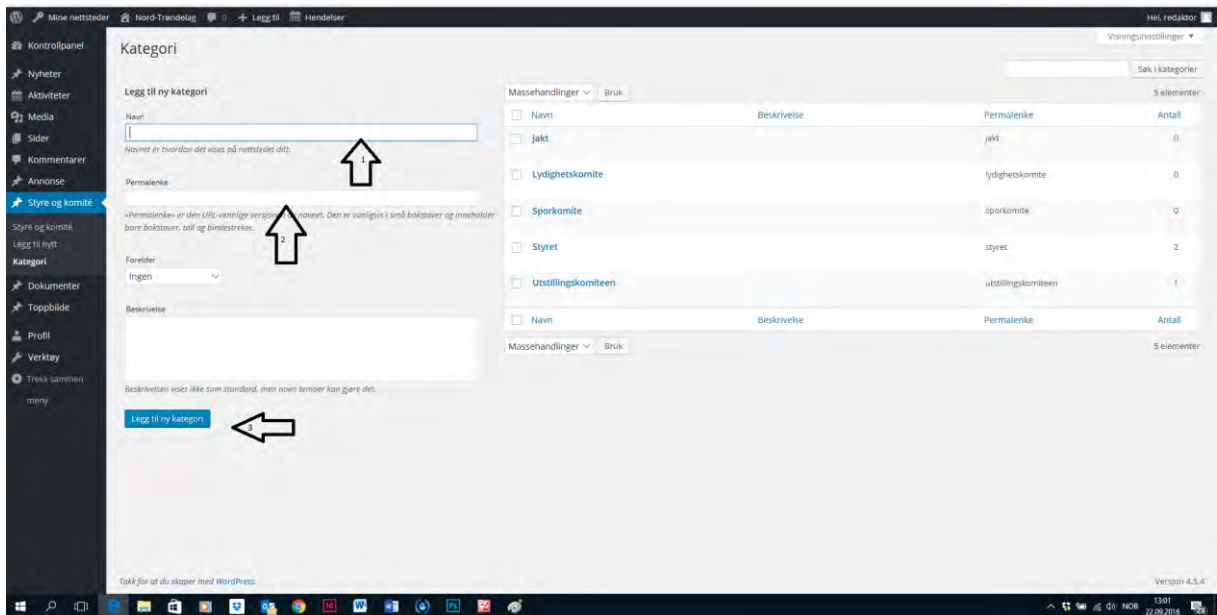 Mine nettsteder Nord-Trøndelag 0 + Legg til Hendelser Hei, redaktor
Visningsinnstillinger
Kontrollpanel
Nyheter
Aktiviteter
Media
Sider
Kommentarer
Annonse
Styre og komité
Styre og komité
Legg til nytt
Kategori
Dokumenter
Toppbilde
Profil
Verktøy
Trekk sammen
meny
Kategori
Søk i kategorier
Legg til ny kategori
Navn
Navnet er hvordan det vises på nettstedet ditt.
1
Permalenke
«Permalenke» er den URL-vennlige versjonen av navnet. Den er vanligvis i små bokstaver og inneholder
bare bokstaver, tall og bindestreker.
2
Forelder
Ingen
Beskrivelse
Beskrivelsen vises ikke som standard, men noen temaer kan gjøre det.
Legg til ny kategori
3
Massehandlinger Bruk 5 elementer
Navn Beskrivelse Permalenke Antall
Jakt jakt 0
Lydighetskomite lydighetskomite 0
Sporkomite sporkomite 0
Styret styret 2
Utstillingskomiteen utstillingskomiteen 1
Navn Beskrivelse Permalenke Antall
Massehandlinger Bruk 5 elementer
Takk for at du skaper med WordPress.
Versjon 4.5.4
NOB 13:01
22.09.2016